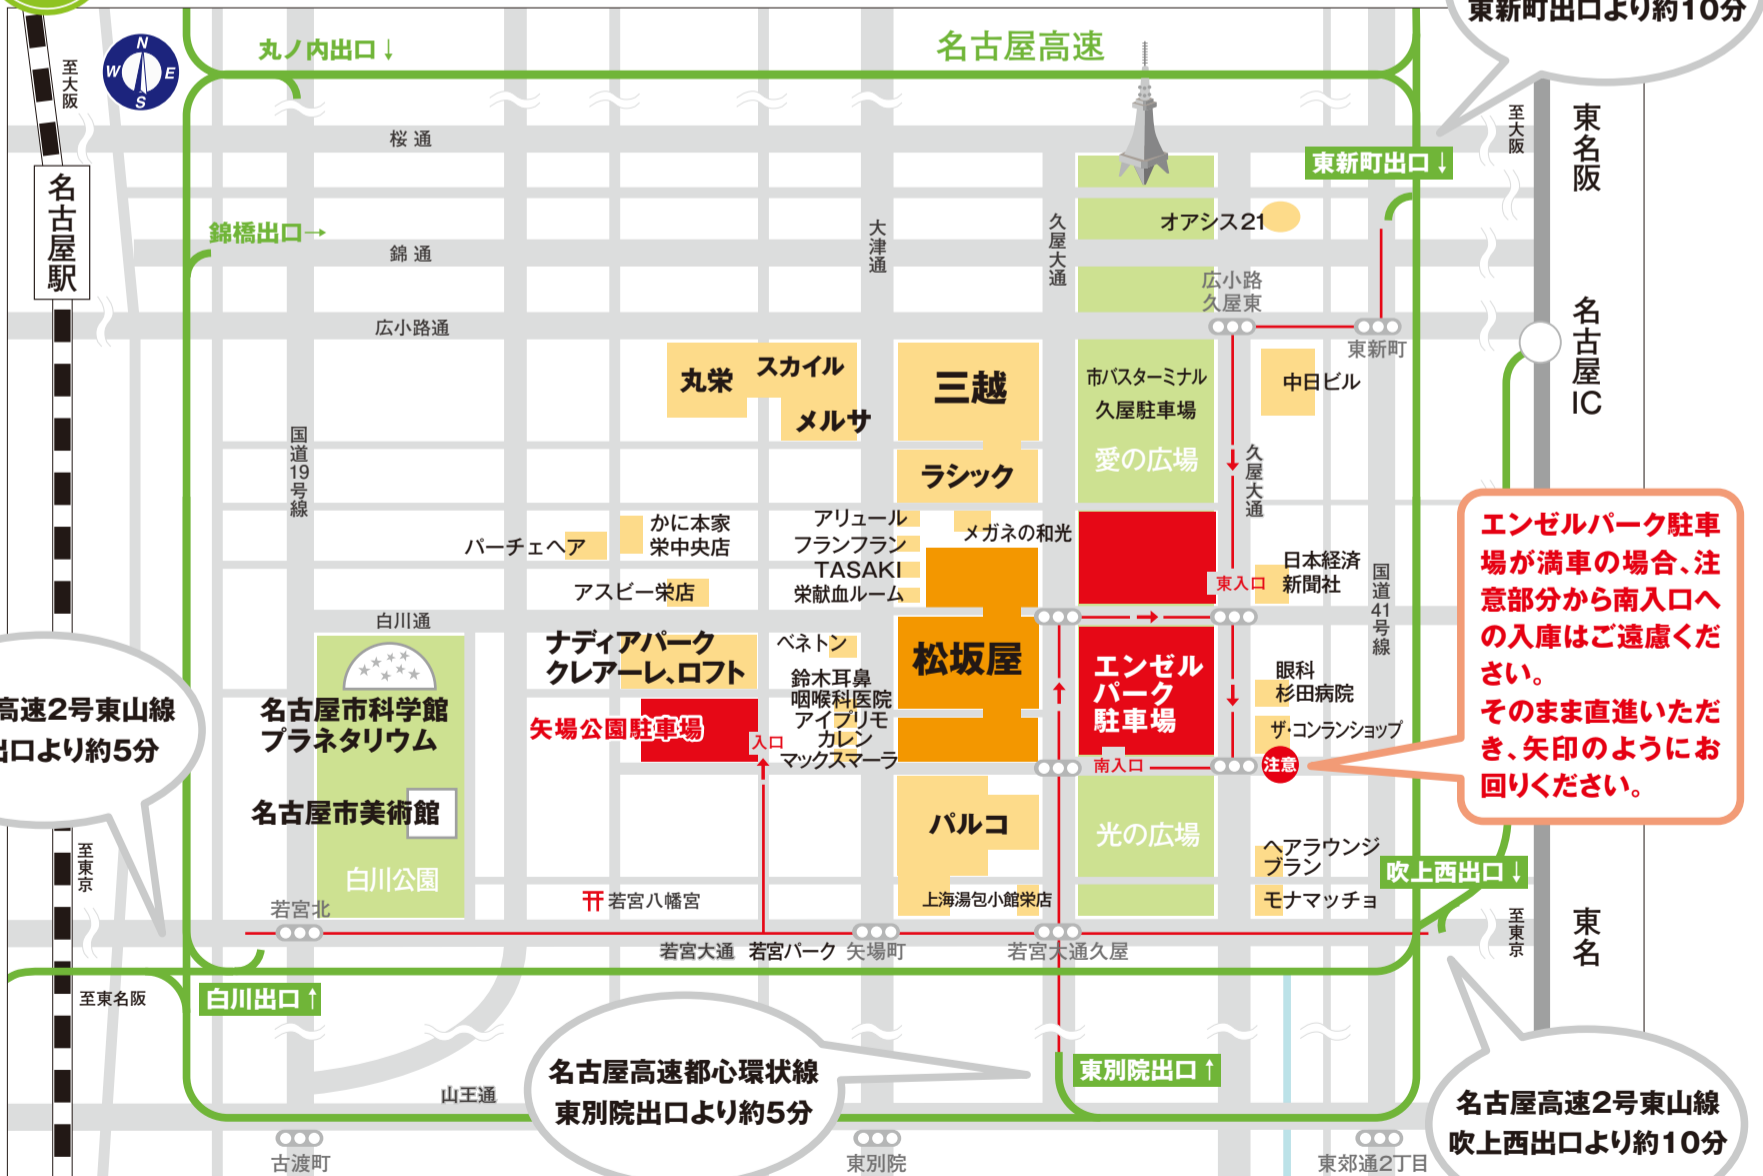 東新町出口より約10分
丸ノ内出口↓
名古屋高速
N
W
E
S
至大阪
名古屋駅
桜通
至大阪
東名阪
東新町出口↓
オアシス21
錦橋出口→
錦通
大津通
久屋大通
広小路
久屋東
広小路通
東新町
名古屋IC
丸栄
スカイル
メルサ
三越
市バスターミナル
久屋駐車場
中日ビル
愛の広場
ラシック
国道19号線
久屋大通
アリュール
フランフラン
TASAKI
栄献血ルーム
メガネの和光
かに本家
栄中央店
パーチェヘア
アスビー栄店
東入口
日本経済
新聞社
国道41号線
エンゼルパーク駐車
場が満車の場合、注
意部分から南入口へ
の入庫はご遠慮くだ
さい。
そのまま直進いただ
き、矢印のようにお
回りください。
白川通
ナディアパーク
クレアーレ、ロフト
ベネトン
鈴木耳鼻
咽喉科医院
アイプリモ
カレン
マックスマーラ
松坂屋
エンゼル
パーク
駐車場
眼科
杉田病院
ザ・コンランショップ
南入口
注意
高速2号東山線
出口より約5分
名古屋市科学館
プラネタリウム
矢場公園駐車場
入口
名古屋市美術館
白川公園
パルコ
光の広場
ヘアラウンジ
ブラン
モナマッチョ
吹上西出口↓
上海湯包小館栄店
若宮八幡宮
若宮北
至東京
若宮大通
若宮パーク
矢場町
若宮大通久屋
至東京
東名
至東名阪
白川出口↑
名古屋高速都心環状線
東別院出口より約5分
東別院出口↑
山王通
名古屋高速2号東山線
吹上西出口より約10分
古渡町
東別院
東郊通2丁目